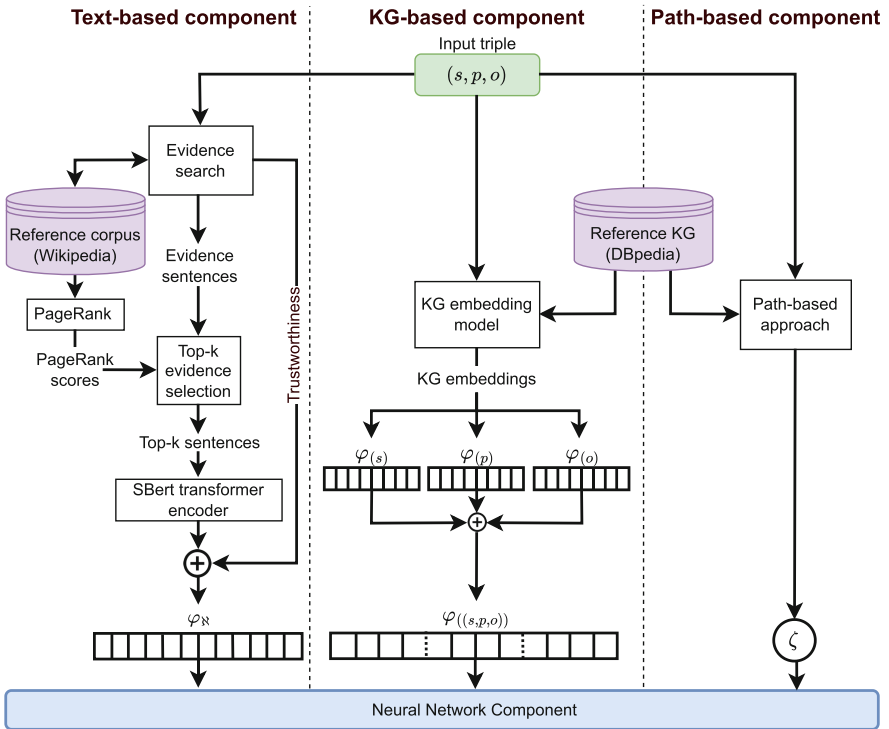 Text-based component
KG-based component
Path-based component
Input triple
(s, p, o)
Evidence
search
Reference corpus
(Wikipedia)
Evidence
sentences
PageRank
PageRank
scores
Top-k
evidence
selection
Trustworthiness
Top-k sentences
SBert transformer
encoder
+
φℵ
Reference KG
(DBpedia)
KG embedding
model
KG embeddings
φ(s)
φ(p)
φ(o)
+
φ((s,p,o))
Path-based
approach
ζ
Neural Network Component